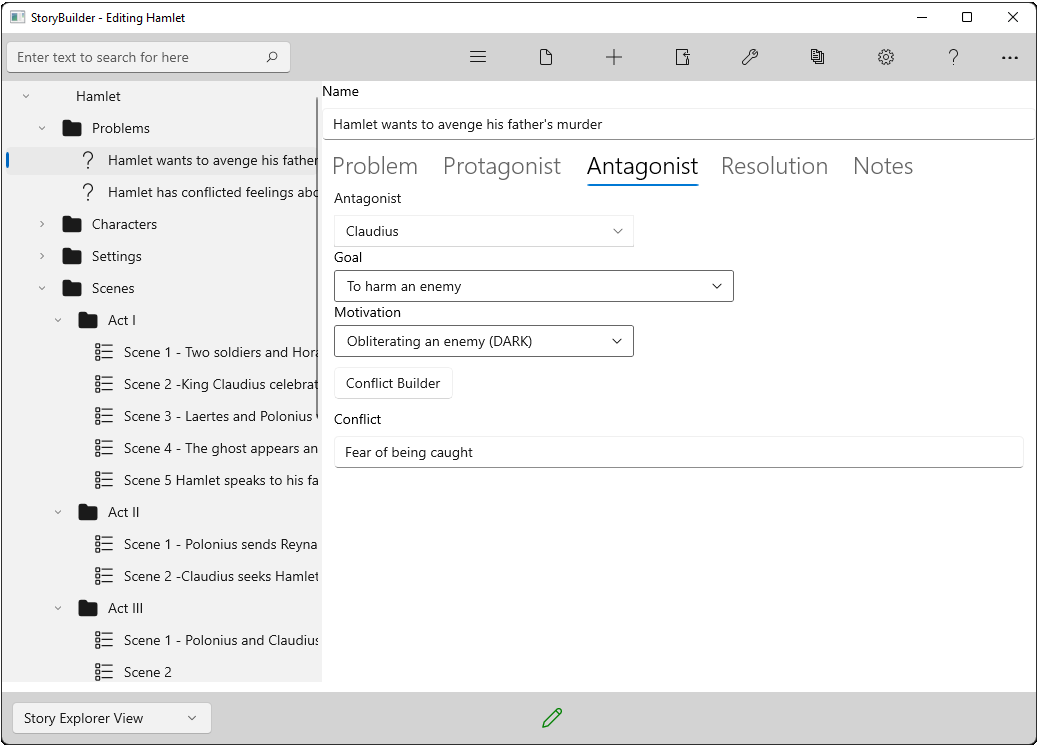 StoryBuilder - Editing Hamlet
Enter text to search for here
Hamlet
Problems
Hamlet wants to avenge his father
Hamlet has conflicted feelings abo
Characters
Settings
Scenes
Act I
Scene 1 - Two soldiers and Hora
Scene 2 -King Claudius celebrat
Scene 3 - Laertes and Polonius
Scene 4 - The ghost appears an
Scene 5 Hamlet speaks to his fa
Act II
Scene 1 - Polonius sends Reyna
Scene 2 -Claudius seeks Hamlet
Act III
Scene 1 - Polonius and Claudius
Scene 2
Name
Hamlet wants to avenge his father's murder
Problem Protagonist Antagonist Resolution Notes
Antagonist
Claudius
Goal
To harm an enemy
Motivation
Obliterating an enemy (DARK)
Conflict Builder
Conflict
Fear of being caught
Story Explorer View